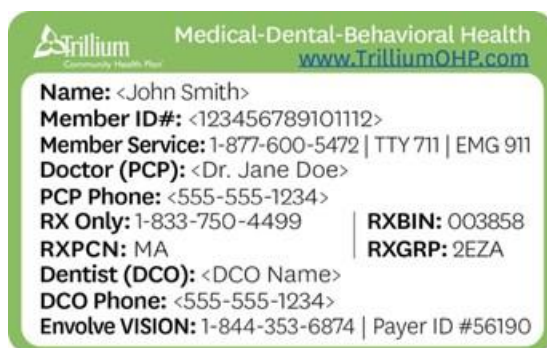 Trillium
Community Health Plan
Medical-Dental-Behavioral Health
www.TrilliumOHP.com
Name: <John Smith>
Member ID#: <123456789101112>
Member Service: 1-877-600-5472 | TTY 711 | EMG 911
Doctor (PCP): <Dr. Jane Doe>
PCP Phone: <555-555-1234>
RX Only: 1-833-750-4499 | RXBIN: 003858
RXPCN: MA | RXGRP: 2EZA
Dentist (DCO): <DCO Name>
DCO Phone: <555-555-1234>
Envolve VISION: 1-844-353-6874 | Payer ID #56190